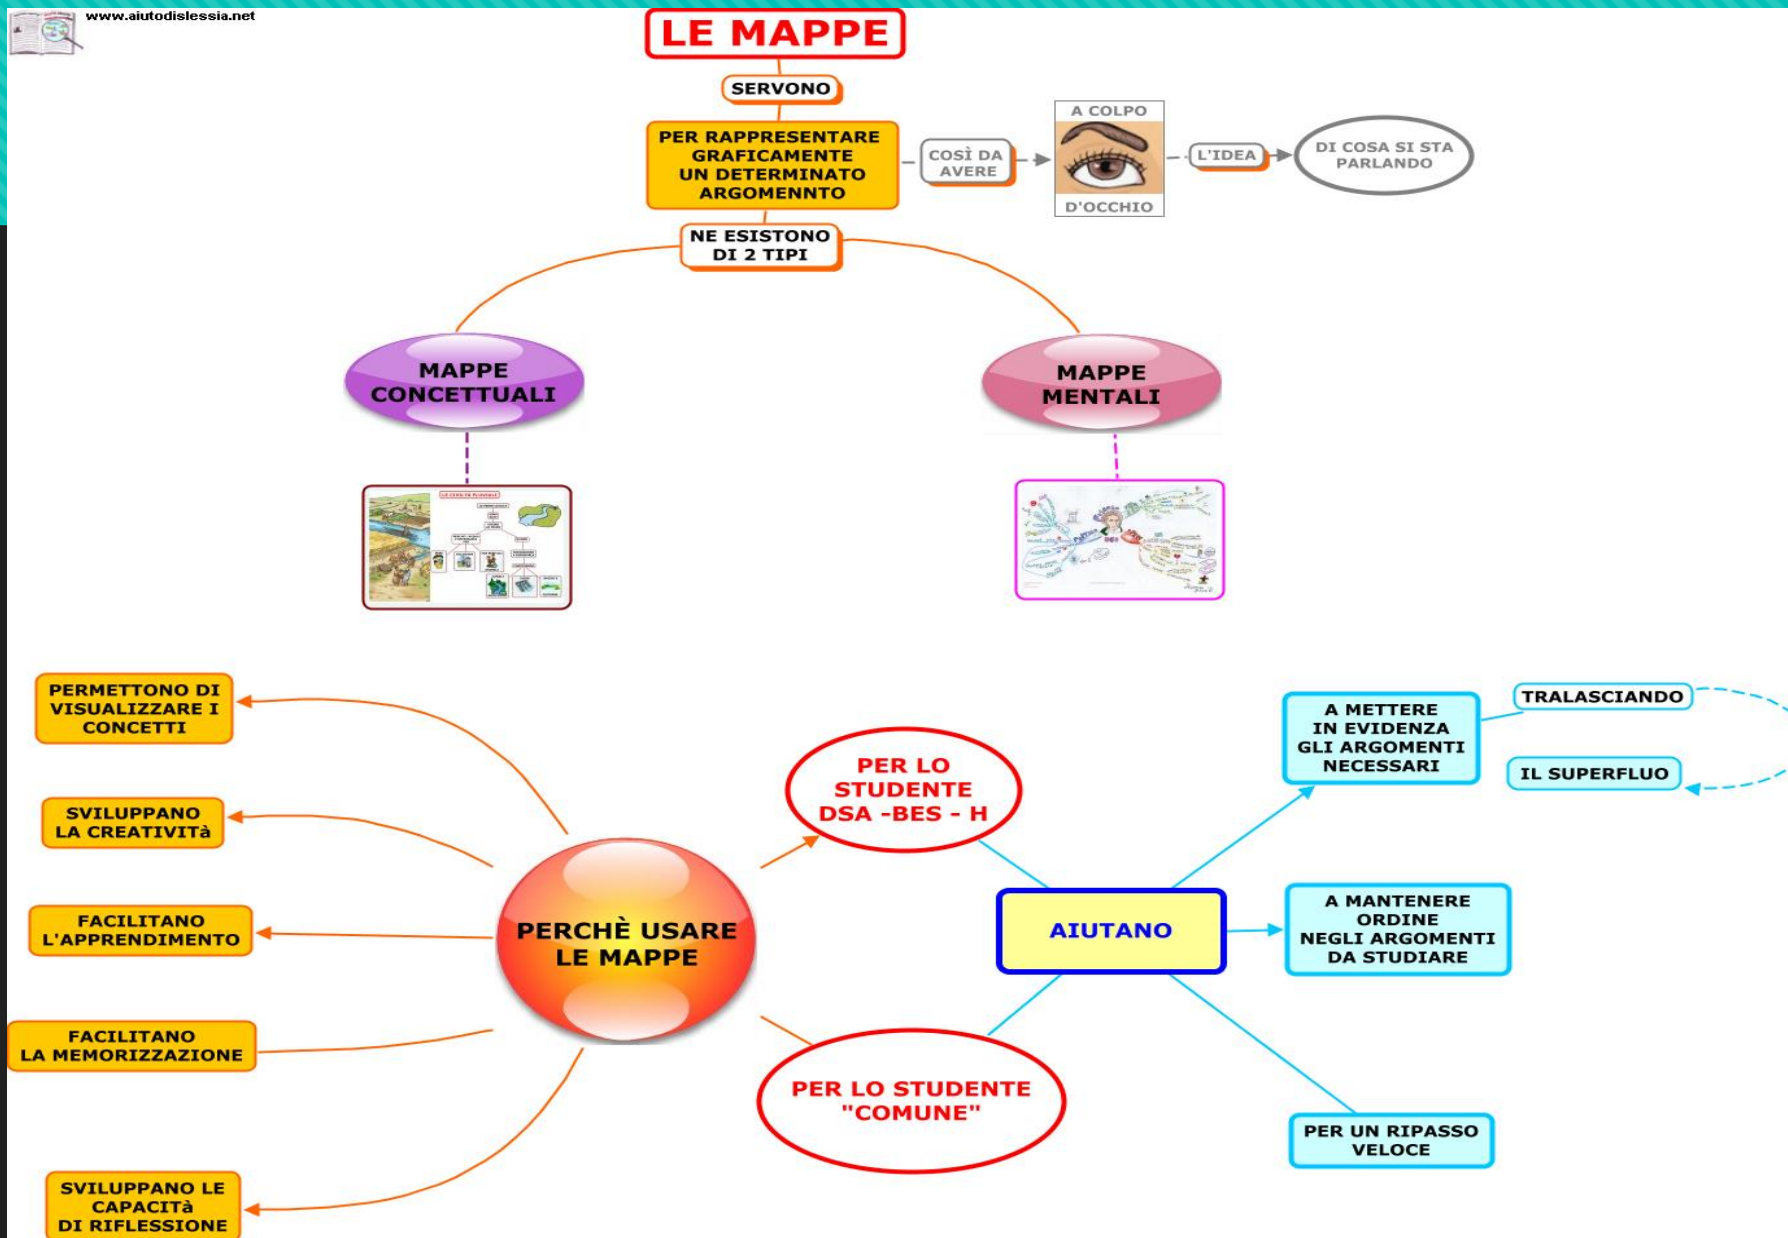 www.aiutodislessia.net
LE MAPPE
SERVONO
PER RAPPRESENTARE
GRAFICAMENTE
UN DETERMINATO
ARGOMENNTO
COSÌ DA
AVERE
A COLPO
D'OCCHIO
L'IDEA
DI COSA SI STA
PARLANDO
NE ESISTONO
DI 2 TIPI
MAPPE
CONCETTUALI
MAPPE
MENTALI
PERCHÈ USARE
LE MAPPE
PERMETTONO DI
VISUALIZZARE I
CONCETTI
SVILUPPANO
LA CREATIVITà
FACILITANO
L'APPRENDIMENTO
FACILITANO
LA MEMORIZZAZIONE
SVILUPPANO LE
CAPACITà
DI RIFLESSIONE
PER LO
STUDENTE
DSA -BES - H
PER LO STUDENTE
"COMUNE"
AIUTANO
A METTERE
IN EVIDENZA
GLI ARGOMENTI
NECESSARI
TRALASCIANDO
IL SUPERFLUO
A MANTENERE
ORDINE
NEGLI ARGOMENTI
DA STUDIARE
PER UN RIPASSO
VELOCE